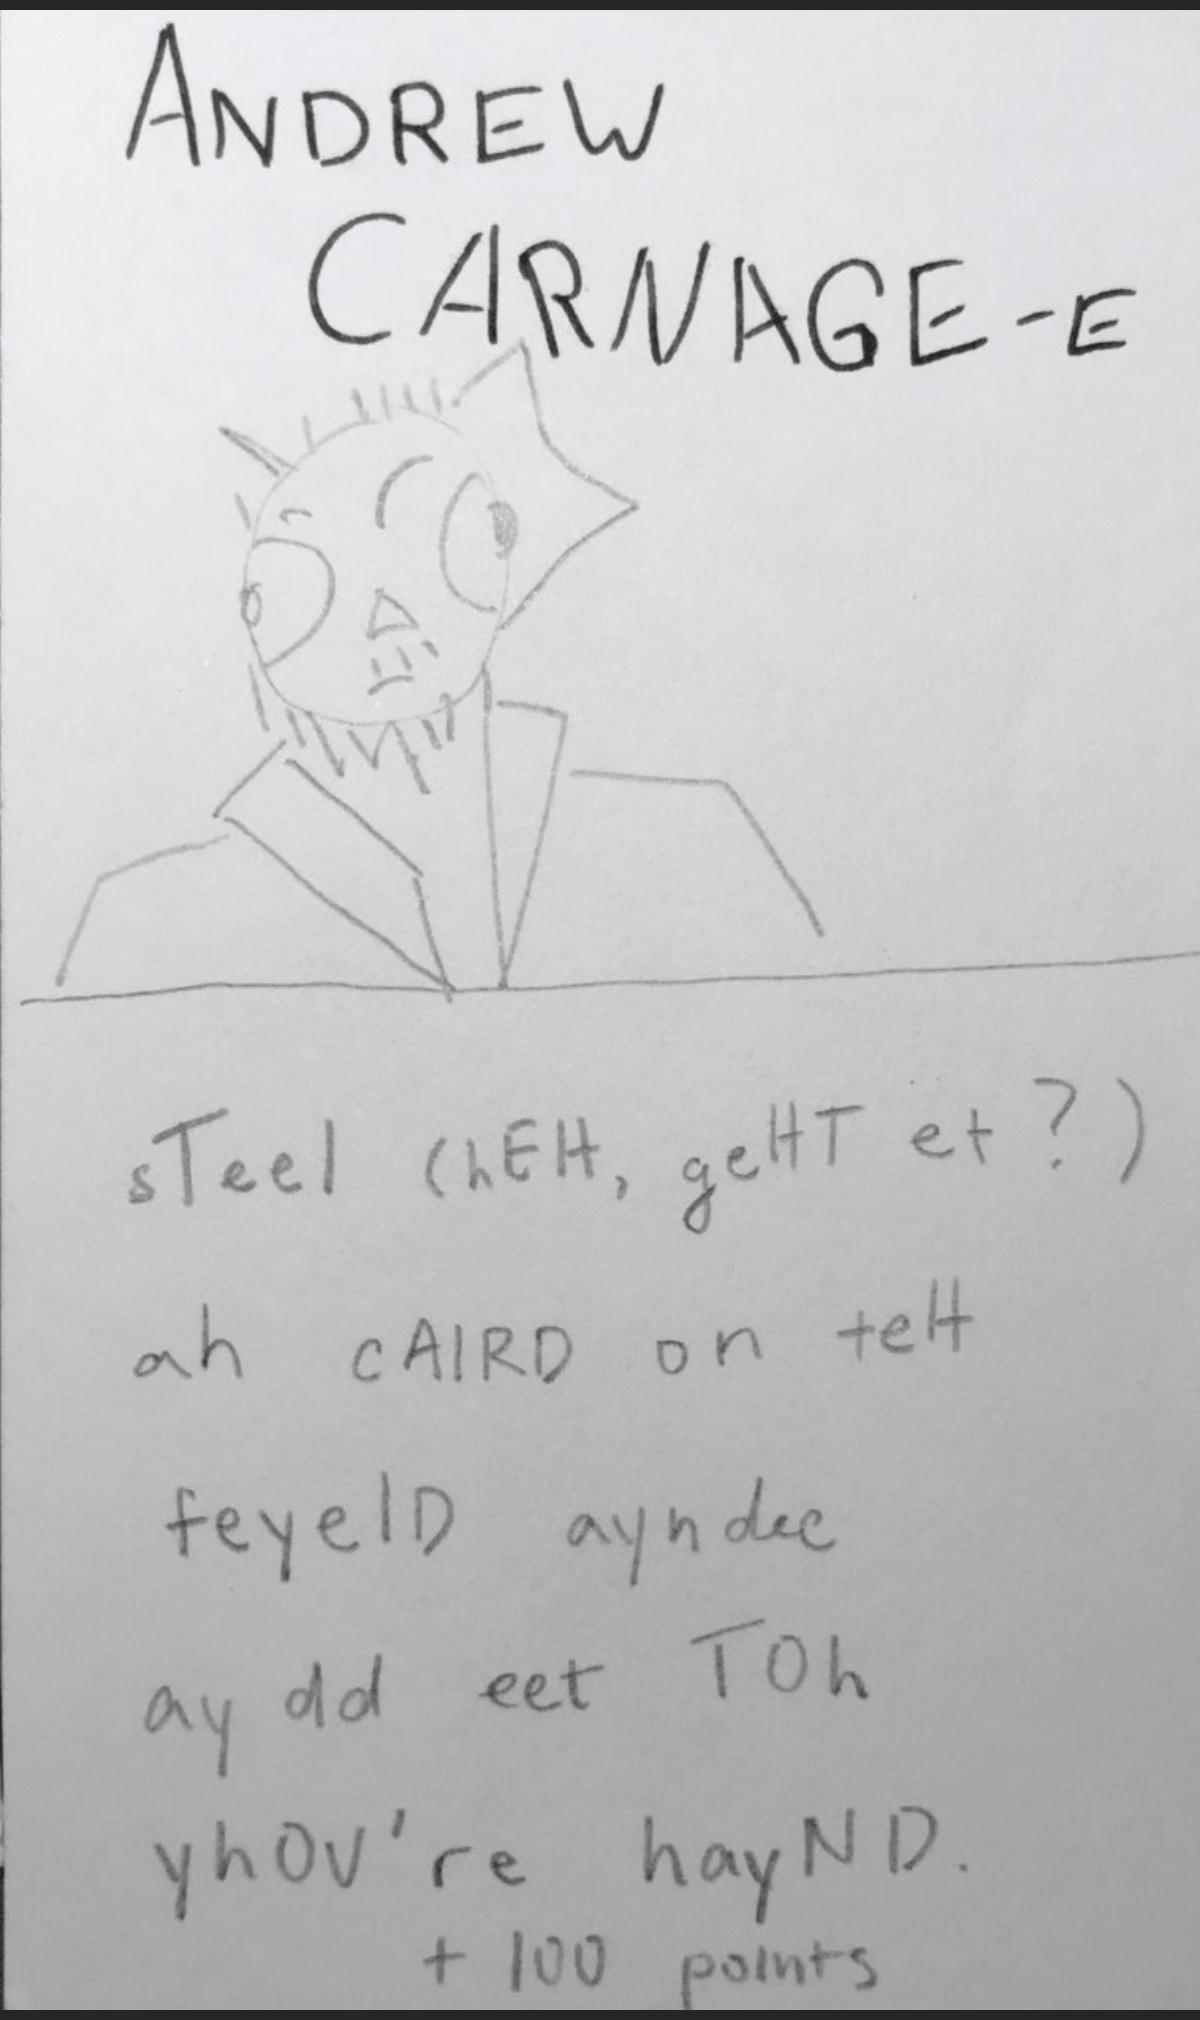 ANDREW
CARNAGE-E
sTeel (hEH, geHT et?)
ah cAIRD on teH
feyelD ayndee
ay dd eet TOh
yhOU're hayND.
+ 100 points